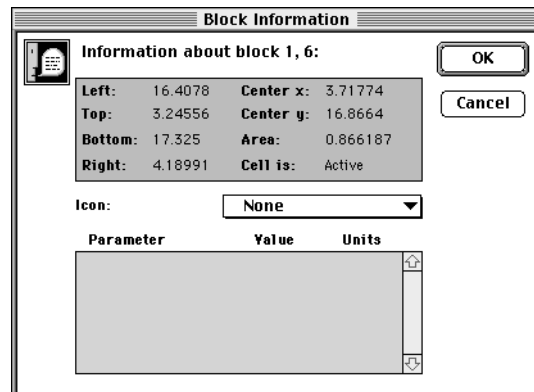 Block Information
Information about block 1, 6:
OK
Cancel
Left: 16.4078 Center x: 3.71774
Top: 3.24556 Center y: 16.8664
Bottom: 17.325 Area: 0.866187
Right: 4.18991 Cell is: Active
Icon: None
Parameter Value Units